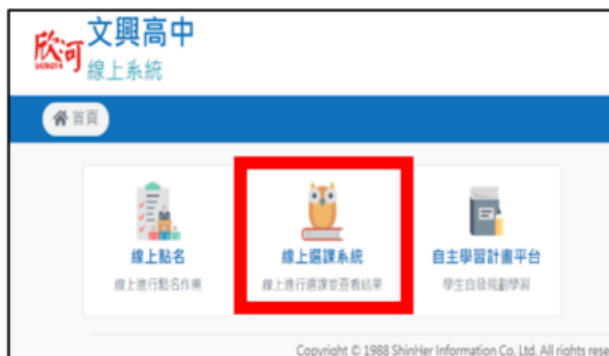 文興高中
欣河
SHINHER
線上系統
首頁
線上點名
線上進行點名作業
線上選課系統
線上進行選課並查看結果
自主學習計畫平台
學生自發規劃學習
Copyright © 1988 ShinHer Information Co., Ltd. All rights rese